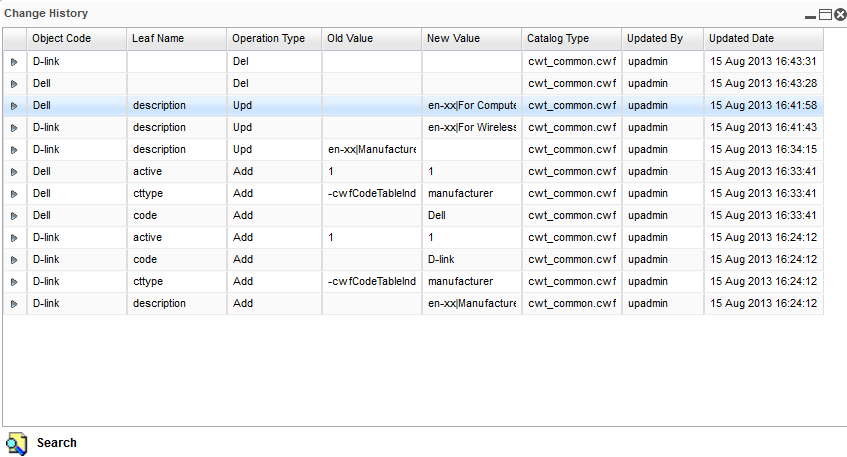 Change History
Object Code Leaf Name Operation Type Old Value New Value Catalog Type Updated By Updated Date
D-link Del cwt_common.cwf upadmin 15 Aug 2013 16:43:31
Dell Del cwt_common.cwf upadmin 15 Aug 2013 16:43:28
Dell description Upd en-xx|For Compute cwt_common.cwf upadmin 15 Aug 2013 16:41:58
D-link description Upd en-xx|For Wireless cwt_common.cwf upadmin 15 Aug 2013 16:41:43
D-link description Upd en-xx|Manufacture cwt_common.cwf upadmin 15 Aug 2013 16:34:15
Dell active Add 1 1 cwt_common.cwf upadmin 15 Aug 2013 16:33:41
Dell cttype Add -cwfCodeTableInd manufacturer cwt_common.cwf upadmin 15 Aug 2013 16:33:41
Dell code Add Dell cwt_common.cwf upadmin 15 Aug 2013 16:33:41
D-link active Add 1 1 cwt_common.cwf upadmin 15 Aug 2013 16:24:12
D-link code Add D-link cwt_common.cwf upadmin 15 Aug 2013 16:24:12
D-link cttype Add -cwfCodeTableInd manufacturer cwt_common.cwf upadmin 15 Aug 2013 16:24:12
D-link description Add en-xx|Manufacture cwt_common.cwf upadmin 15 Aug 2013 16:24:12
Search